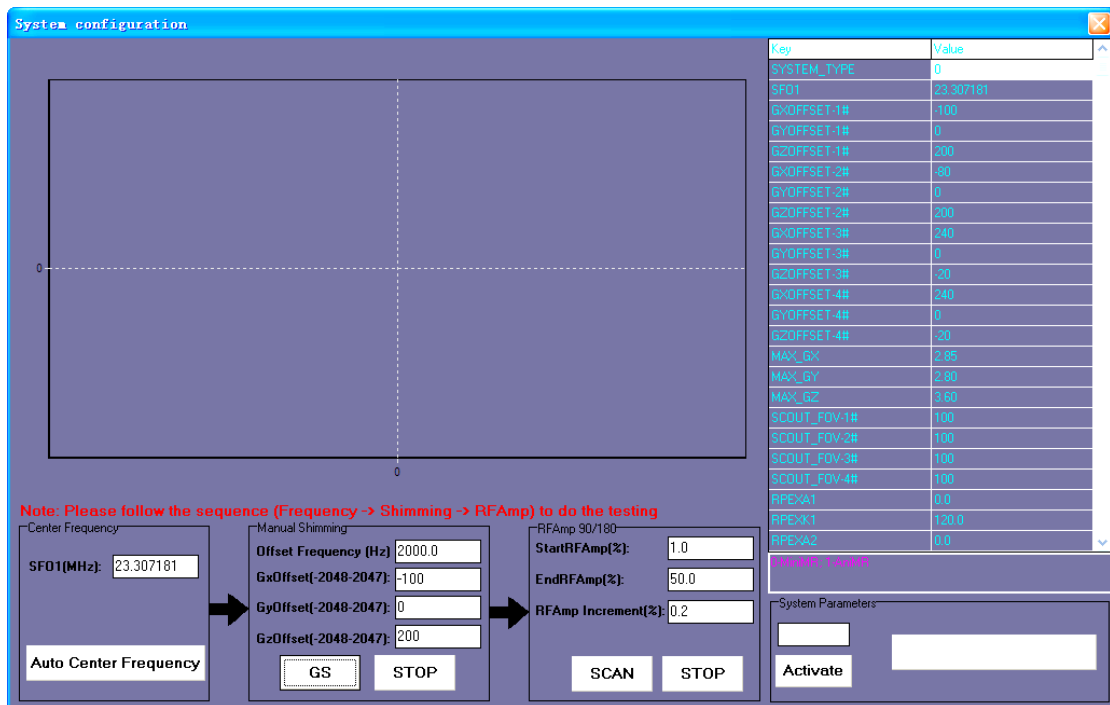 System configuration
Key Value
SYSTEM_TYPE 0
SFO1 23.307181
GXOFFSET-1# -100
GYOFFSET-1# 0
GZOFFSET-1# 200
GXOFFSET-2# -80
GYOFFSET-2# 0
GZOFFSET-2# 200
GXOFFSET-3# 240
GYOFFSET-3# 0
GZOFFSET-3# -20
GXOFFSET-4# 240
GYOFFSET-4# 0
GZOFFSET-4# -20
MAX_GX 2.85
MAX_GY 2.80
MAX_GZ 3.60
SCOUT_FOV-1# 100
SCOUT_FOV-2# 100
SCOUT_FOV-3# 100
SCOUT_FOV-4# 100
RPEXA1 0.0
RPEXK1 120.0
RPEXA2 0.0
0-MiniMR; 1-AniMR
0
0
Note: Please follow the sequence (Frequency -> Shimming -> RFAmp) to do the testing
Center Frequency
SFO1(MHz): 23.307181
Auto Center Frequency
Manual Shimming
Offset Frequency (Hz) 2000.0
GxOffset(-2048-2047): -100
GyOffset(-2048-2047): 0
GzOffset(-2048-2047): 200
GS STOP
RFAmp 90/180
StartRFAmp(%): 1.0
EndRFAmp(%): 50.0
RFAmp Increment(%): 0.2
SCAN STOP
System Parameters
Activate